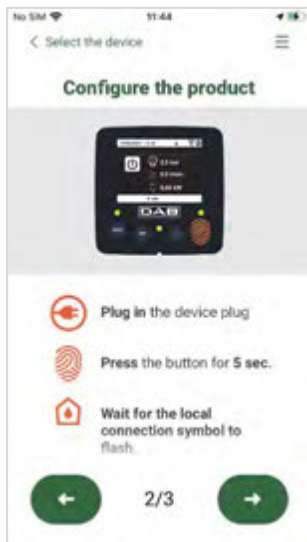 No SIM
11:44
Select the device
Configure the product
DAB
Plug in the device plug
Press the button for 5 sec.
Wait for the local
connection symbol to
flash.
2/3